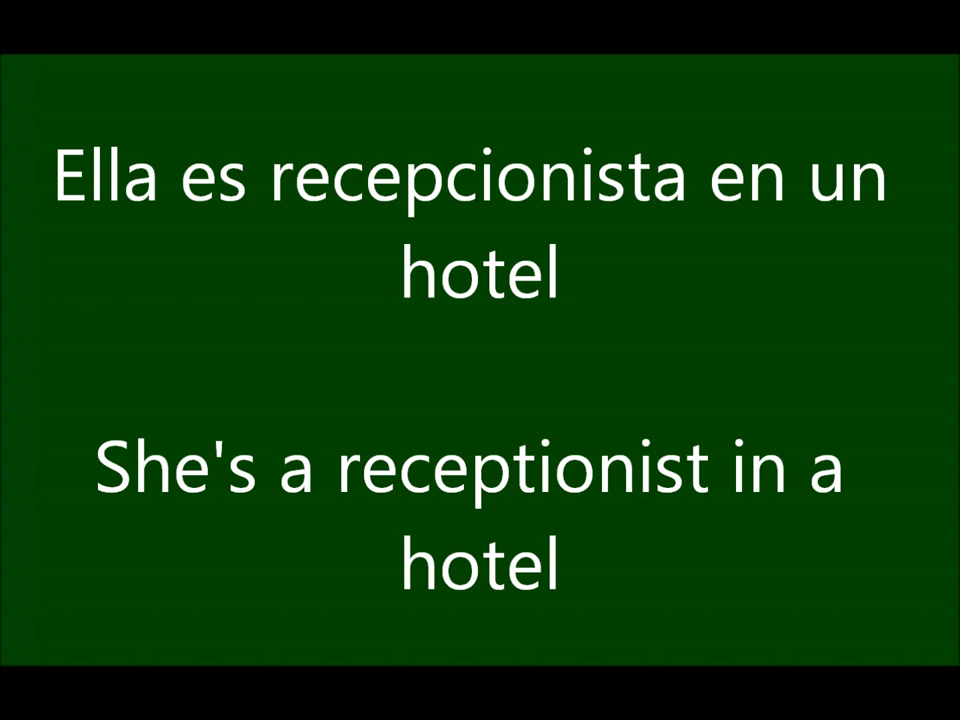 Ella es recepcionista en un
hotel
She's a receptionist in a
hotel